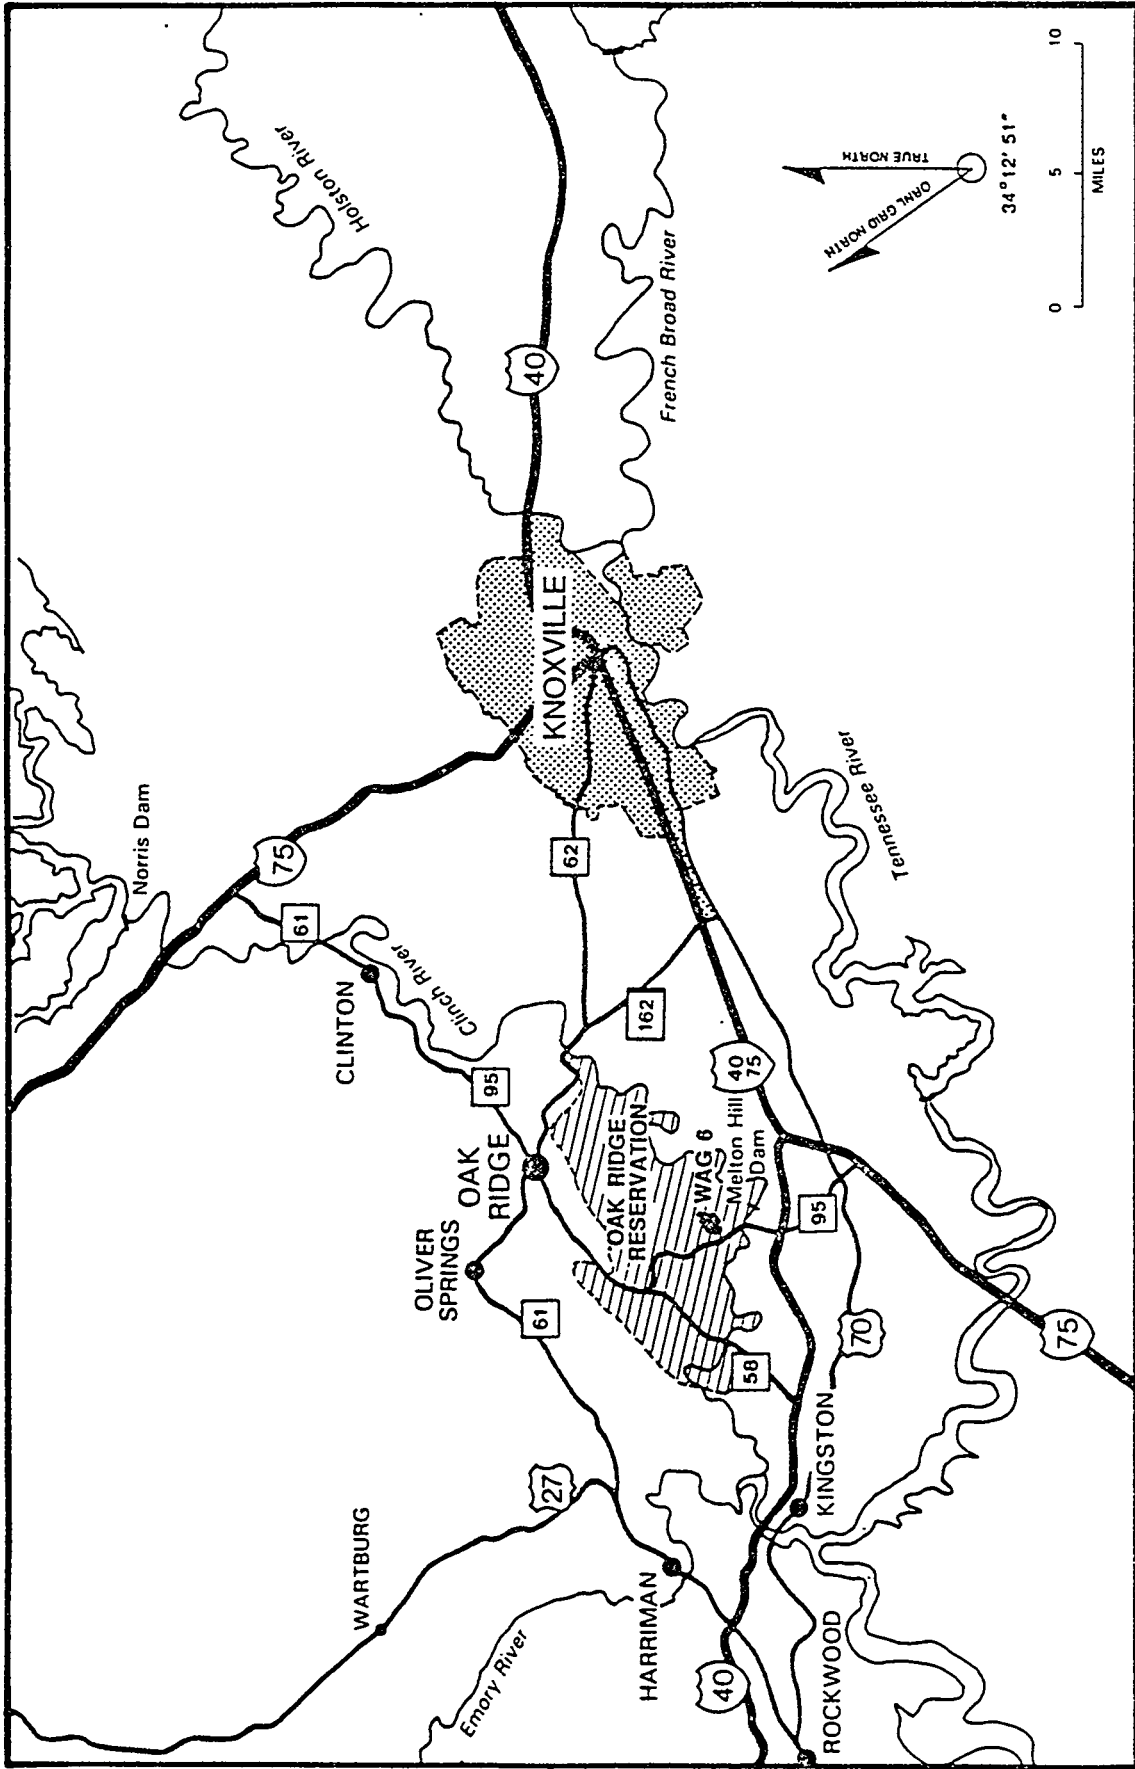 Holston River
40
French Broad River
TRUE NORTH
ORNL GRID NORTH
34°12' 51"
0 5 10
MILES
KNOXVILLE
Norris Dam
75
61
62
Tennessee River
CLINTON
Clinch River
162
95
40
75
OAK
RIDGE
OAK RIDGE
RESERVATION
WAG 6
Melton Hill
Dam
95
OLIVER
SPRINGS
61
58
70
75
WARTBURG
27
KINGSTON
Emory River
HARRIMAN
40
ROCKWOOD